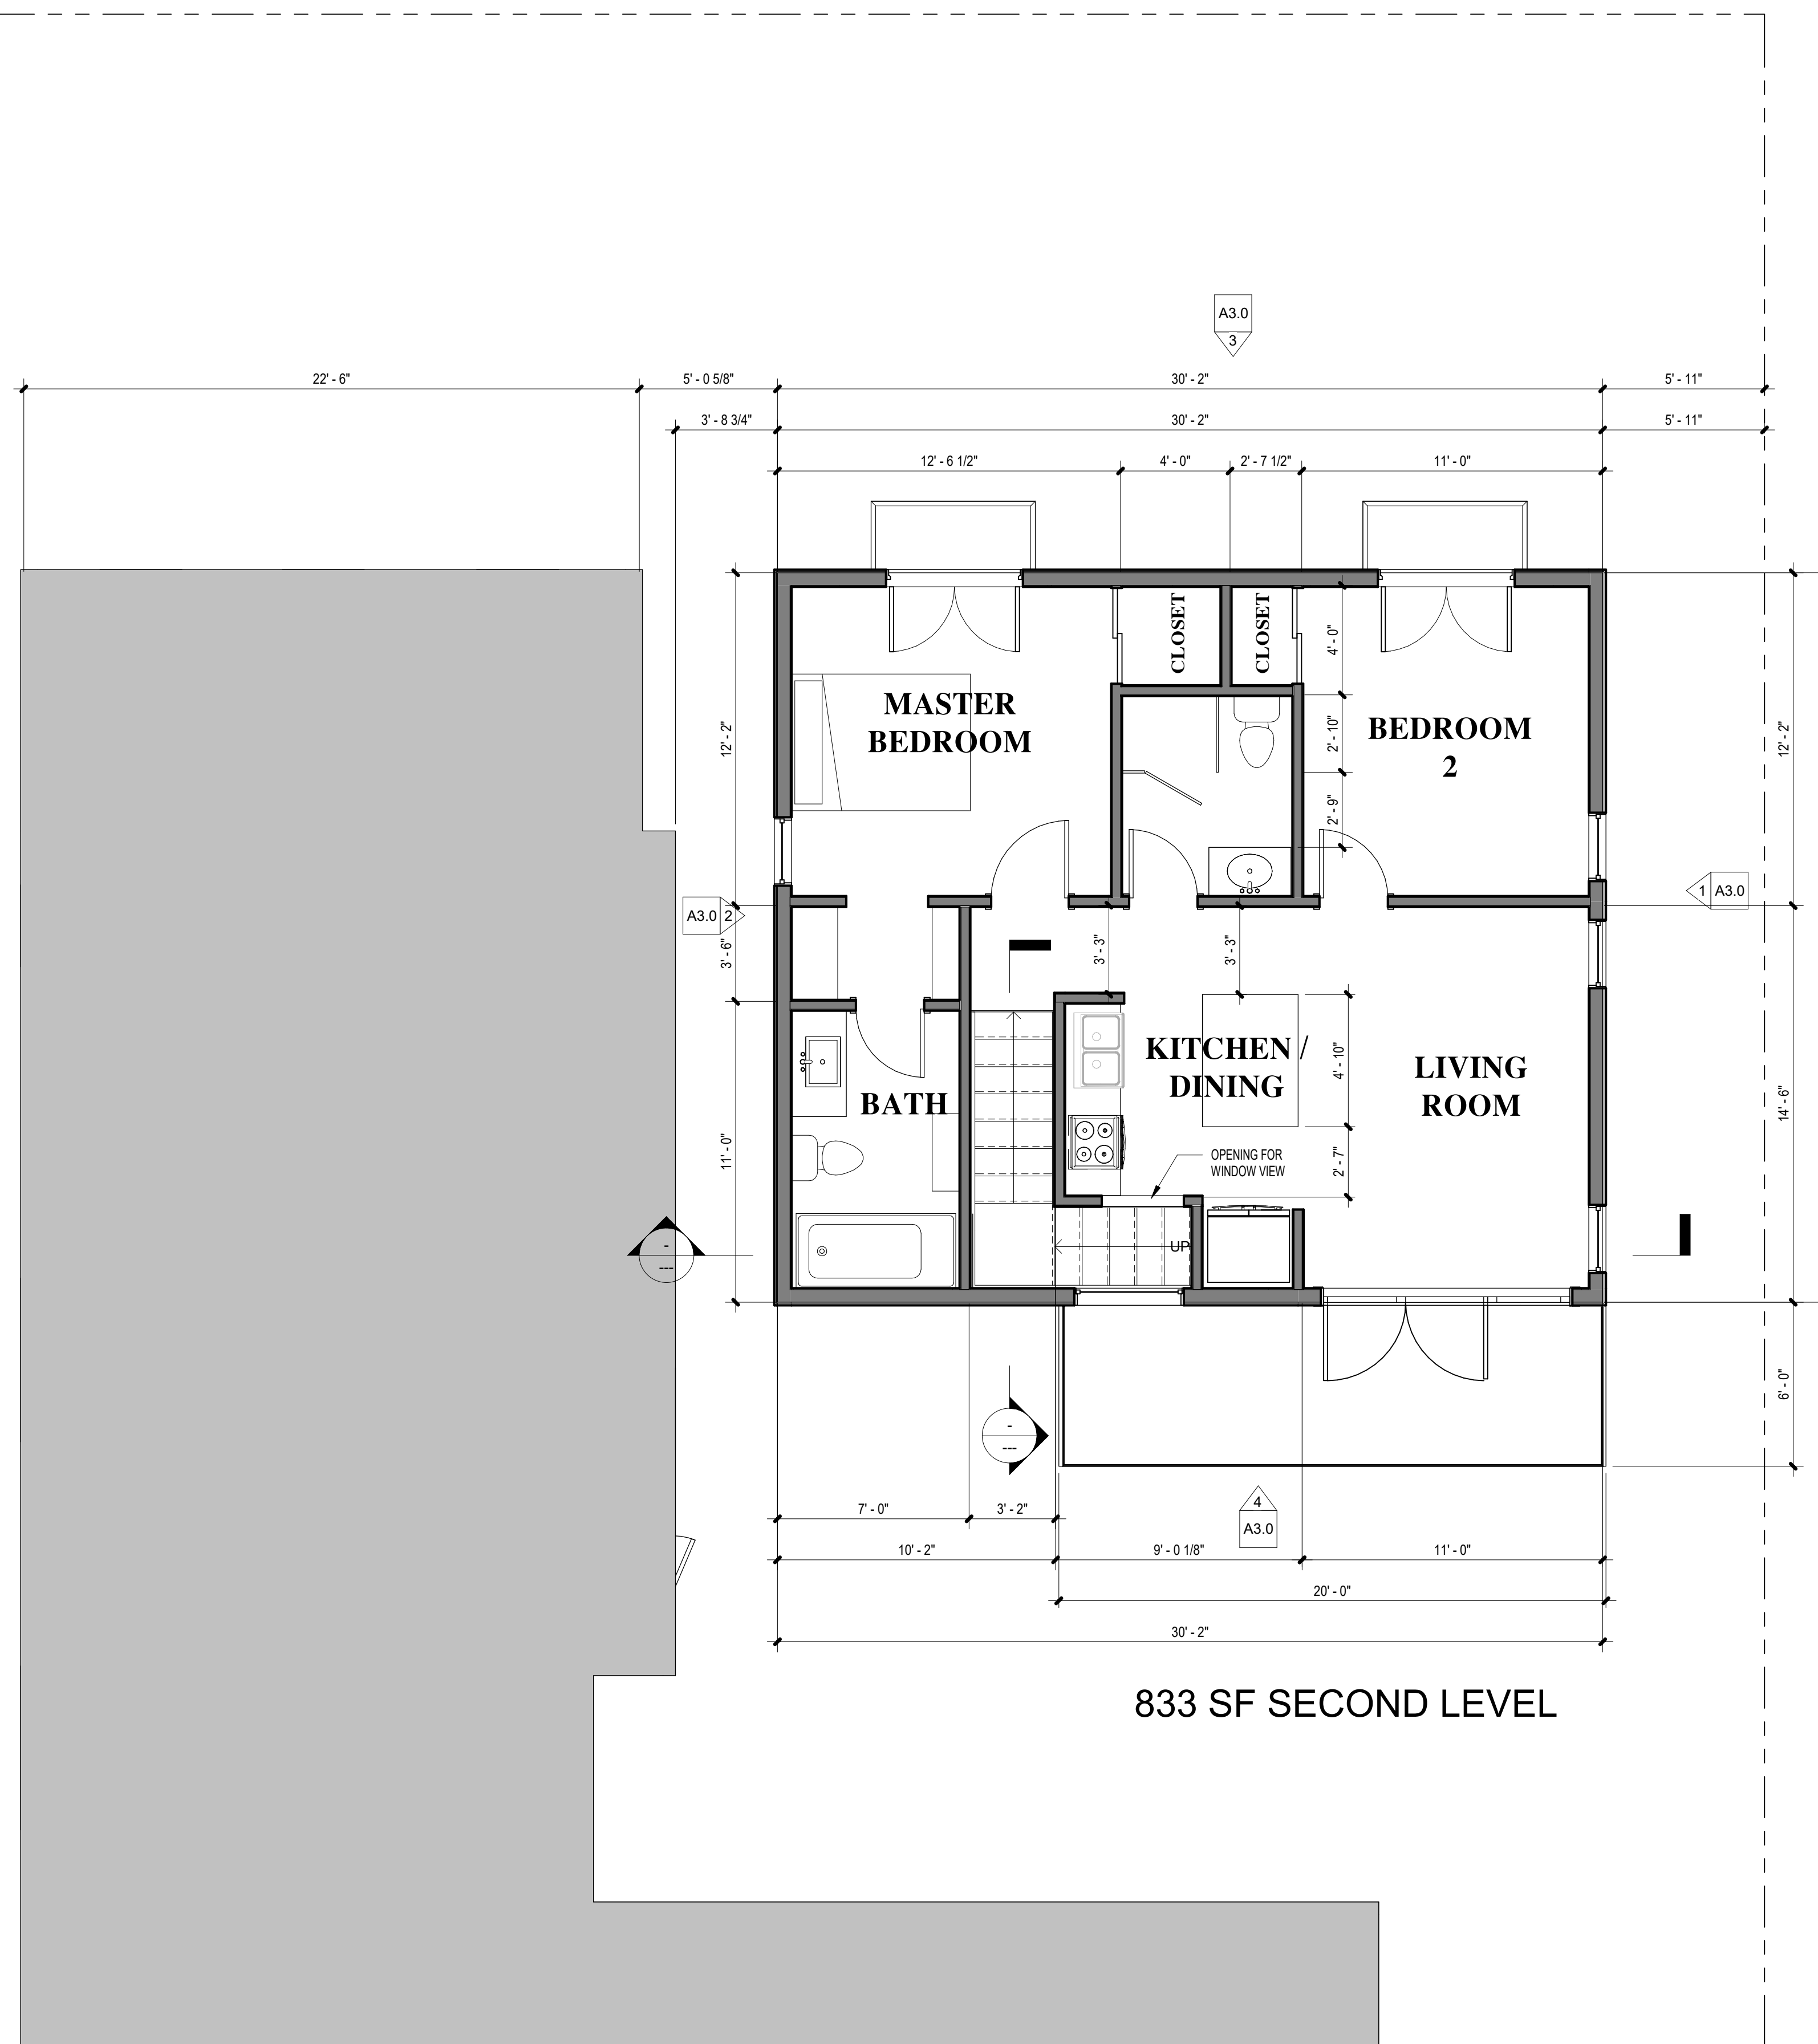 A3.0
3
22' - 6"
5' - 0 5/8"
30' - 2"
5' - 11"
3' - 8 3/4"
30' - 2"
5' - 11"
12' - 6 1/2"
4' - 0"
2' - 7 1/2"
11' - 0"
CLOSET
CLOSET
4' - 0"
MASTER
BEDROOM
BEDROOM
2
12' - 2"
2' - 10"
12' - 2"
2' - 9"
A3.0 2
1 A3.0
3' - 6"
3' - 3"
3' - 3"
KITCHEN /
DINING
4' - 10"
LIVING
ROOM
14' - 6"
BATH
11' - 0"
OPENING FOR
WINDOW VIEW
2' - 7"
UP
-
---
6' - 0"
-
---
4
A3.0
7' - 0"
3' - 2"
10' - 2"
9' - 0 1/8"
11' - 0"
20' - 0"
30' - 2"
833 SF SECOND LEVEL